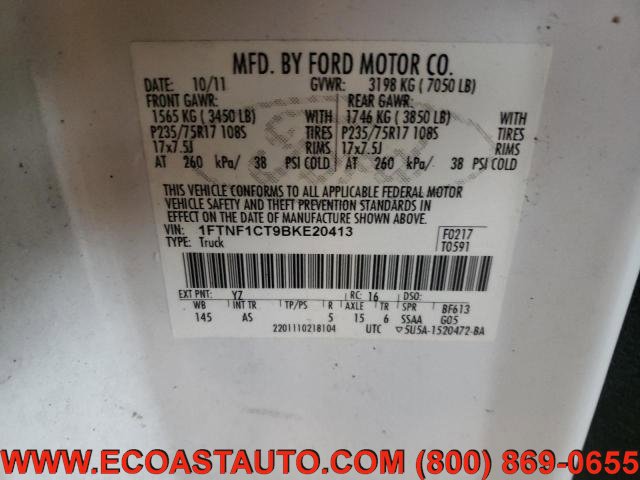 MFD. BY FORD MOTOR CO.
DATE: 10/11 GVWR: 3198 KG ( 7050 LB)
FRONT GAWR: REAR GAWR:
1565 KG ( 3450 LB) WITH 1746 KG ( 3850 LB) WITH
P235/75R17 108S TIRES P235/75R17 108S TIRES
17x7.5J RIMS 17x7.5J RIMS
AT 260 kPa/ 38 PSI COLD AT 260 kPa/ 38 PSI COLD
THIS VEHICLE CONFORMS TO ALL APPLICABLE FEDERAL MOTOR
VEHICLE SAFETY AND THEFT PREVENTION STANDARDS IN
EFFECT ON THE DATE OF MANUFACTURE SHOWN ABOVE.
VIN: 1FTNF1CT9BKE20413 F0217
TYPE: Truck T0591
EXT PNT: YZ RC: 16 DSO:
WB INT TR TP/PS R AXLE TR SPR BF613
145 AS 5 15 6 SSAA G05
2201110218104 UTC ▽5U5A-1520472-BA
WWW.ECOASTAUTO.COM (800) 869-0655